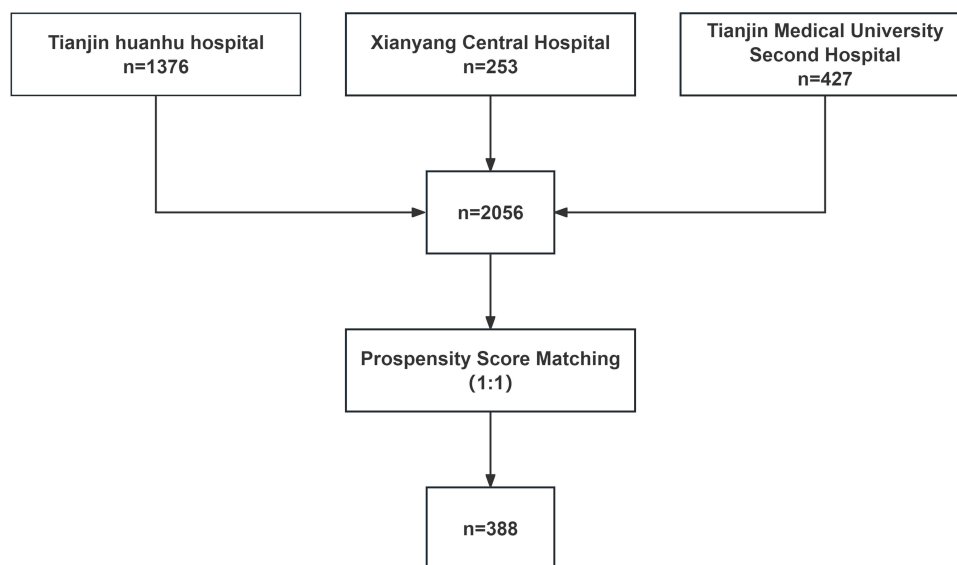 Tianjin huanhu hospital
n=1376
Xianyang Central Hospital
n=253
Tianjin Medical University
Second Hospital
n=427
n=2056
Prospensity Score Matching
(1:1)
n=388